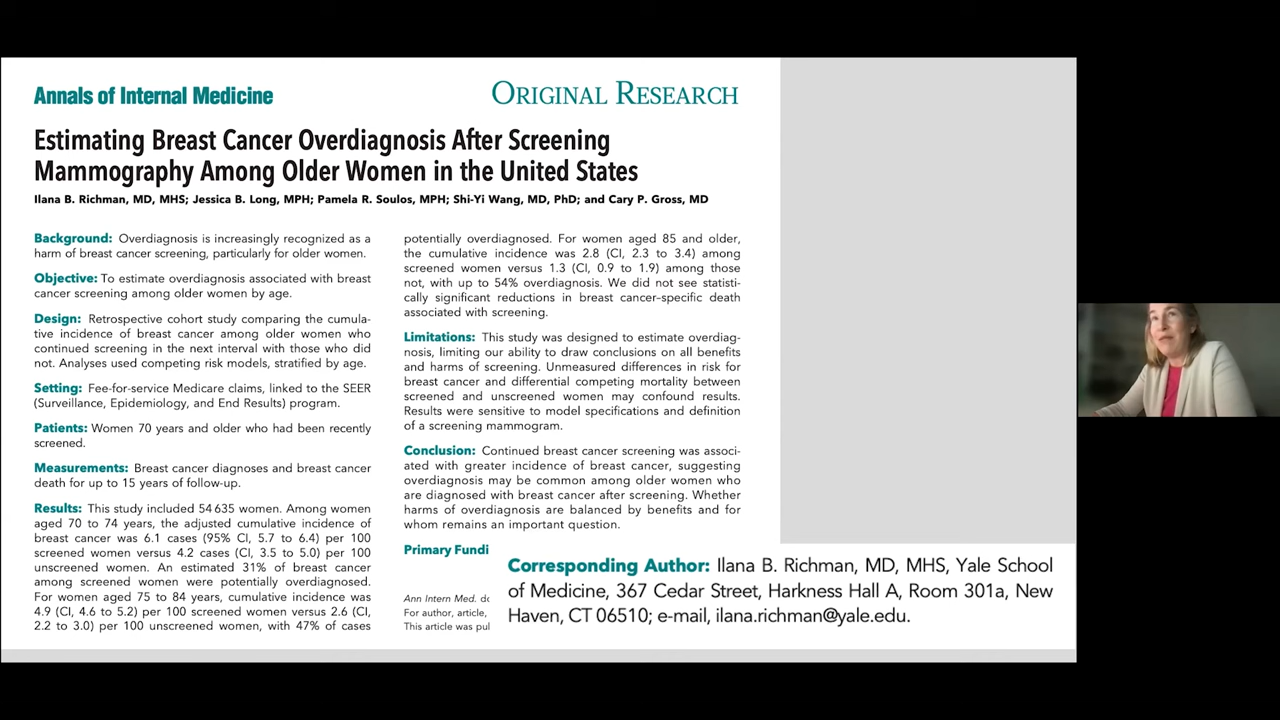 Annals of Internal Medicine
ORIGINAL RESEARCH
Estimating Breast Cancer Overdiagnosis After Screening
Mammography Among Older Women in the United States
Ilana B. Richman, MD, MHS; Jessica B. Long, MPH; Pamela R. Soulos, MPH; Shi-Yi Wang, MD, PhD; and Cary P. Gross, MD
Background: Overdiagnosis is increasingly recognized as a
harm of breast cancer screening, particularly for older women.
Objective: To estimate overdiagnosis associated with breast
cancer screening among older women by age.
Design: Retrospective cohort study comparing the cumula-
tive incidence of breast cancer among older women who
continued screening in the next interval with those who did
not. Analyses used competing risk models, stratified by age.
Setting: Fee-for-service Medicare claims, linked to the SEER
(Surveillance, Epidemiology, and End Results) program.
Patients: Women 70 years and older who had been recently
screened.
Measurements: Breast cancer diagnoses and breast cancer
death for up to 15 years of follow-up.
Results: This study included 54 635 women. Among women
aged 70 to 74 years, the adjusted cumulative incidence of
breast cancer was 6.1 cases (95% CI, 5.7 to 6.4) per 100
screened women versus 4.2 cases (CI, 3.5 to 5.0) per 100
unscreened women. An estimated 31% of breast cancer
among screened women were potentially overdiagnosed.
For women aged 75 to 84 years, cumulative incidence was
4.9 (CI, 4.6 to 5.2) per 100 screened women versus 2.6 (CI,
2.2 to 3.0) per 100 unscreened women, with 47% of cases
potentially overdiagnosed. For women aged 85 and older,
the cumulative incidence was 2.8 (CI, 2.3 to 3.4) among
screened women versus 1.3 (CI, 0.9 to 1.9) among those
not, with up to 54% overdiagnosis. We did not see statisti-
cally significant reductions in breast cancer–specific death
associated with screening.
Limitations: This study was designed to estimate overdiag-
nosis, limiting our ability to draw conclusions on all benefits
and harms of screening. Unmeasured differences in risk for
breast cancer and differential competing mortality between
screened and unscreened women may confound results.
Results were sensitive to model specifications and definition
of a screening mammogram.
Conclusion: Continued breast cancer screening was associ-
ated with greater incidence of breast cancer, suggesting
overdiagnosis may be common among older women who
are diagnosed with breast cancer after screening. Whether
harms of overdiagnosis are balanced by benefits and for
whom remains an important question.
Primary Fundi
Ann Intern Med. dc
For author, article,
This article was pul
Corresponding Author: Ilana B. Richman, MD, MHS, Yale School
of Medicine, 367 Cedar Street, Harkness Hall A, Room 301a, New
Haven, CT 06510; e-mail, ilana.richman@yale.edu.